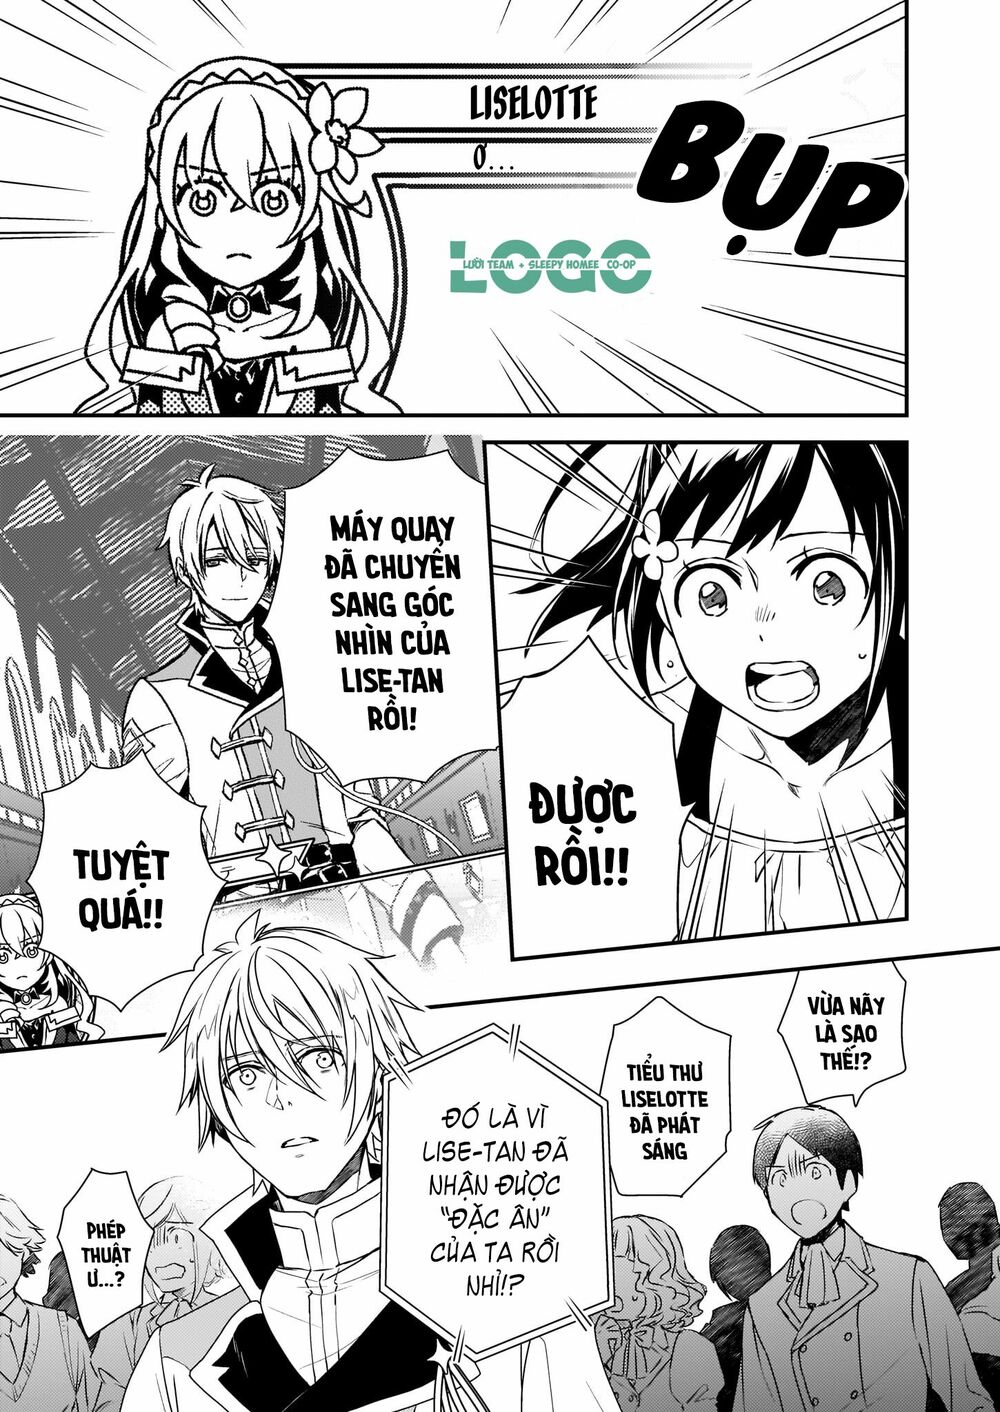 LISELOTTE
Ơ...
BỤP
LOGO
LƯỜI TEAM + SLEEPY HOMEE CO-OP
ĐƯỢC
RỒI!!
MÁY QUAY
ĐÃ CHUYỂN
SANG GÓC
NHÌN CỦA
LISE-TAN
RỒI!
TUYỆT
QUÁ!!
VỪA NÃY
LÀ SAO
THẾ!?
TIỂU THƯ
LISELOTTE
ĐÃ PHÁT
SÁNG
ĐÓ LÀ VÌ
LISE-TAN ĐÃ
NHẬN ĐƯỢC
"ĐẶC ÂN"
CỦA TA RỒI
NHỈ!?
PHÉP
THUẬT
Ư...?